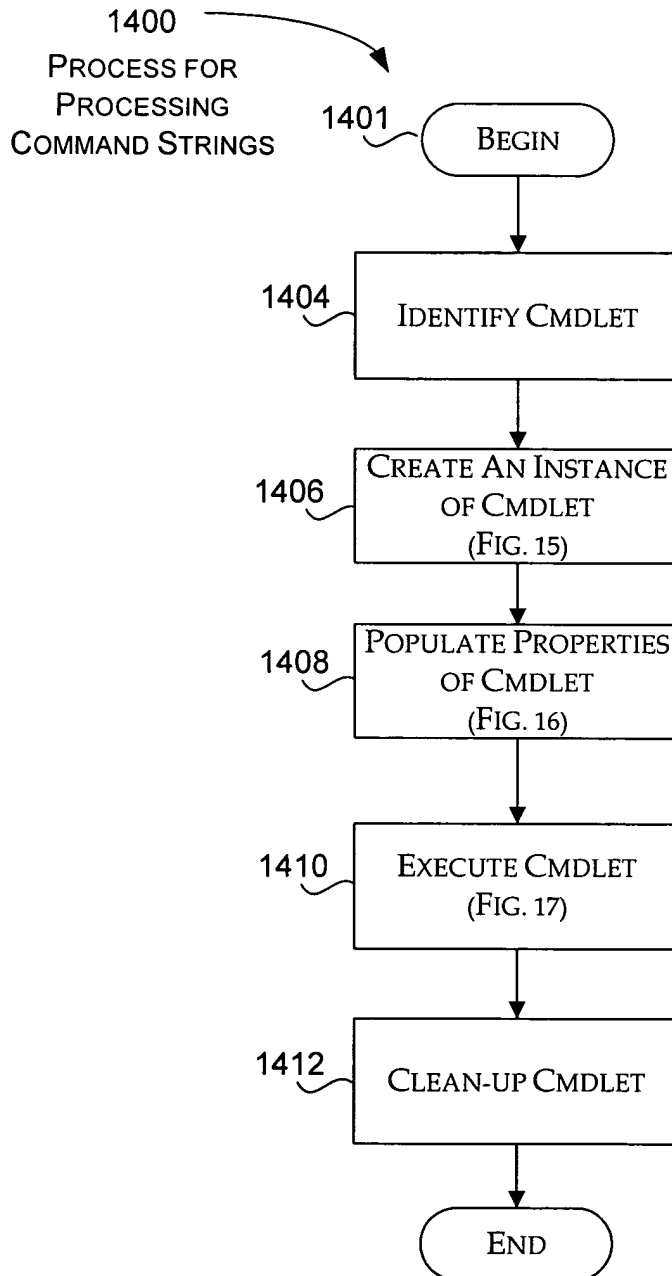 1400
PROCESS FOR
PROCESSING
COMMAND STRINGS
1401
BEGIN
1404
IDENTIFY CMDLET
1406
CREATE AN INSTANCE
OF CMDLET
(FIG. 15)
1408
POPULATE PROPERTIES
OF CMDLET
(FIG. 16)
1410
EXECUTE CMDLET
(FIG. 17)
1412
CLEAN-UP CMDLET
END